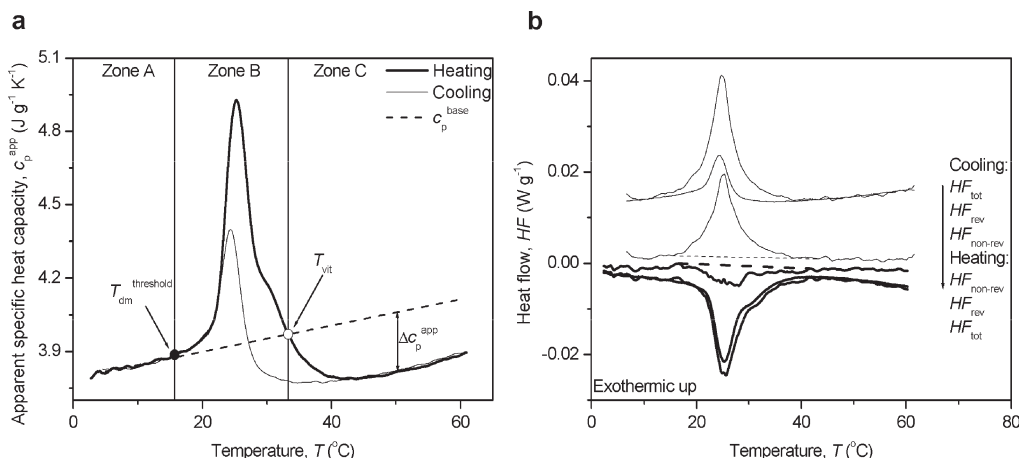 a
Apparent specific heat capacity, c_p^app (J g⁻¹ K⁻¹)
5.1
4.8
4.5
4.2
3.9
Zone A
Zone B
Zone C
Heating
Cooling
c_p^base
T_dm^threshold
T_vit
Δc_p^app
0
20
40
60
Temperature, T (°C)
b
Heat flow, HF (W g⁻¹)
0.04
0.02
0.00
-0.02
Cooling:
HF_tot
HF_rev
HF_non-rev
Heating:
HF_non-rev
HF_rev
HF_tot
Exothermic up
0
20
40
60
80
Temperature, T (°C)